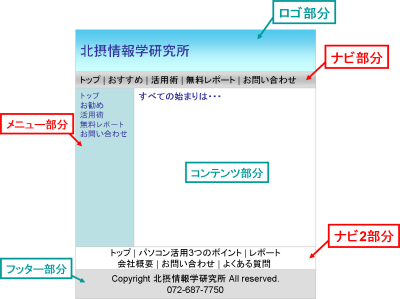 ロゴ部分
北摂情報学研究所
ナビ部分
トップ | おすすめ | 活用術 | 無料レポート | お問い合わせ
トップ
お勧め
活用術
無料レポート
お問い合わせ
すべての始まりは・・・
メニュー部分
コンテンツ部分
ナビ2部分
トップ | パソコン活用3つのポイント | レポート
会社概要 | お問い合わせ | よくある質問
フッター部分
Copyright 北摂情報学研究所 All reserved.
072-687-7750